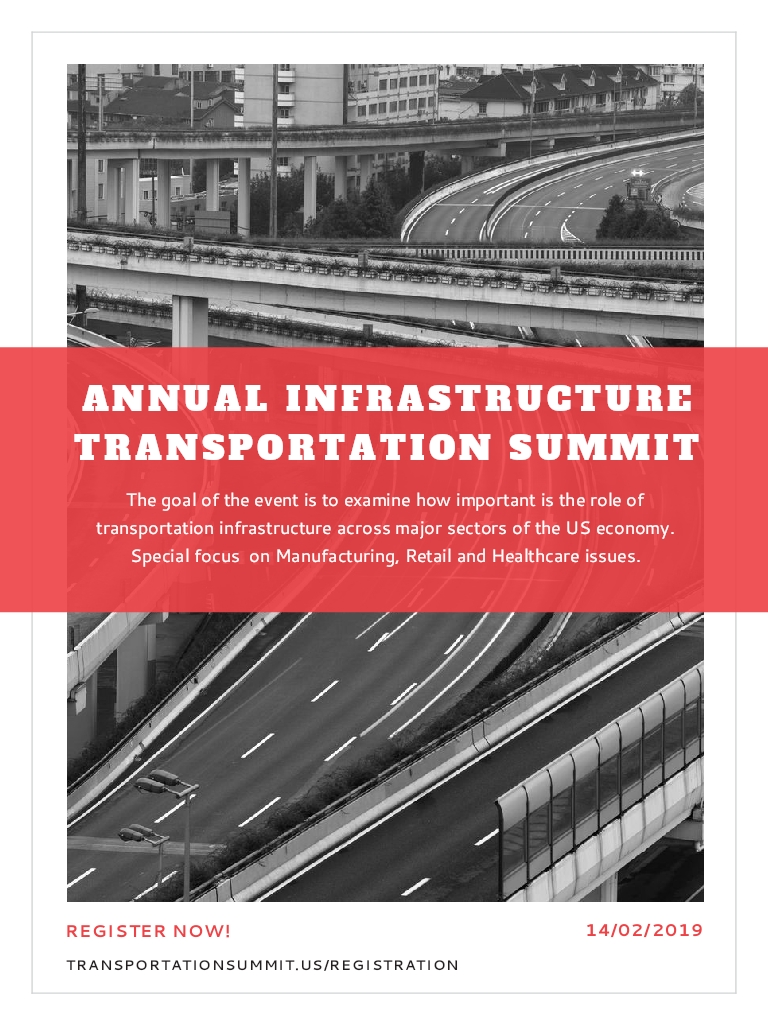 ANNUAL INFRASTRUCTURE
TRANSPORTATION SUMMIT
The goal of the event is to examine how important is the role of
transportation infrastructure across major sectors of the US economy.
Special focus  on Manufacturing, Retail and Healthcare issues.
REGISTER NOW!
14/02/2019
TRANSPORTATIONSUMMIT.US/REGISTRATION